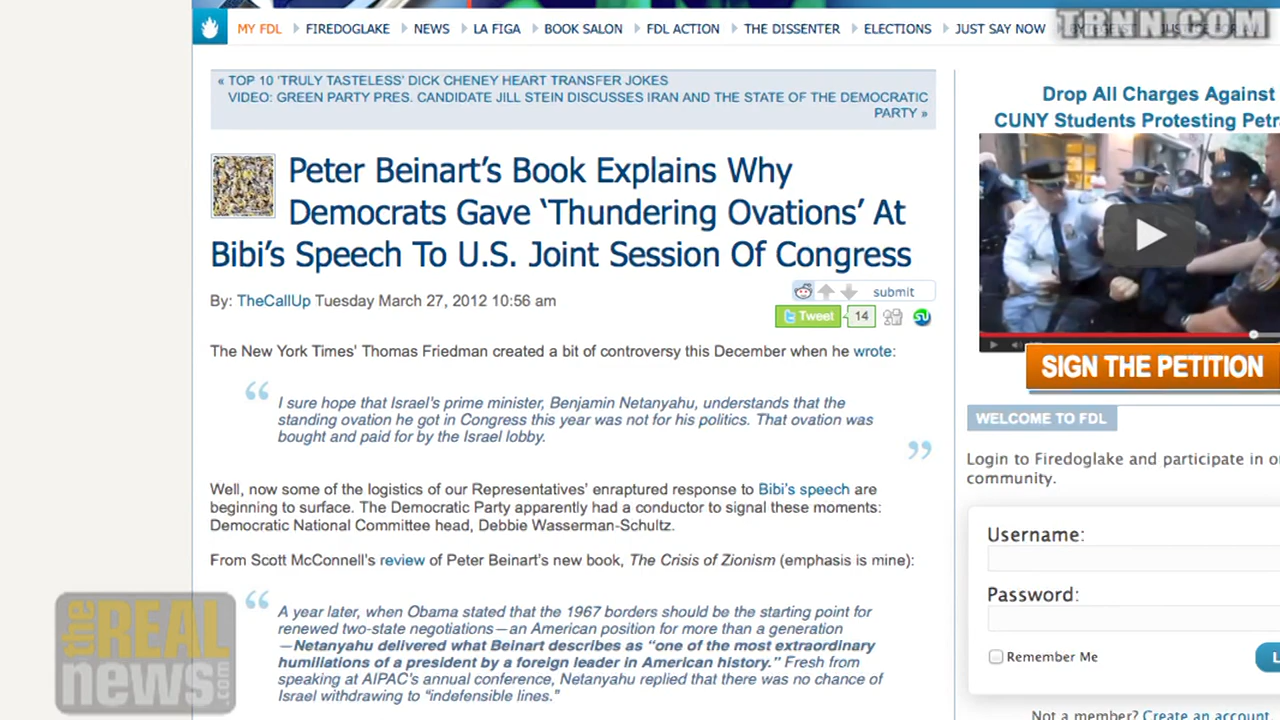 TRNN.COM
MY FDL FIREDOGLAKE NEWS LA FIGA BOOK SALON FDL ACTION THE DISSENTER ELECTIONS JUST SAY NOW
« TOP 10 'TRULY TASTELESS' DICK CHENEY HEART TRANSFER JOKES
VIDEO: GREEN PARTY PRES. CANDIDATE JILL STEIN DISCUSSES IRAN AND THE STATE OF THE DEMOCRATIC
PARTY »
Peter Beinart's Book Explains Why
Democrats Gave 'Thundering Ovations' At
Bibi's Speech To U.S. Joint Session Of Congress
submit
By: TheCallUp Tuesday March 27, 2012 10:56 am
Tweet 14
The New York Times' Thomas Friedman created a bit of controversy this December when he wrote:
“ I sure hope that Israel's prime minister, Benjamin Netanyahu, understands that the
standing ovation he got in Congress this year was not for his politics. That ovation was
bought and paid for by the Israel lobby. ”
Well, now some of the logistics of our Representatives' enraptured response to Bibi's speech are
beginning to surface. The Democratic Party apparently had a conductor to signal these moments:
Democratic National Committee head, Debbie Wasserman-Schultz.
From Scott McConnell's review of Peter Beinart's new book, The Crisis of Zionism (emphasis is mine):
“ A year later, when Obama stated that the 1967 borders should be the starting point for
renewed two-state negotiations—an American position for more than a generation
—Netanyahu delivered what Beinart describes as “one of the most extraordinary
humiliations of a president by a foreign leader in American history.” Fresh from
speaking at AIPAC's annual conference, Netanyahu replied that there was no chance of
Israel withdrawing to “indefensible lines.”
Drop All Charges Against
CUNY Students Protesting
SIGN THE PETITION
WELCOME TO FDL
Login to Firedoglake and participate in
community.
Username:
Password:
Remember Me
Not a member? Create an account
the REAL
news.com